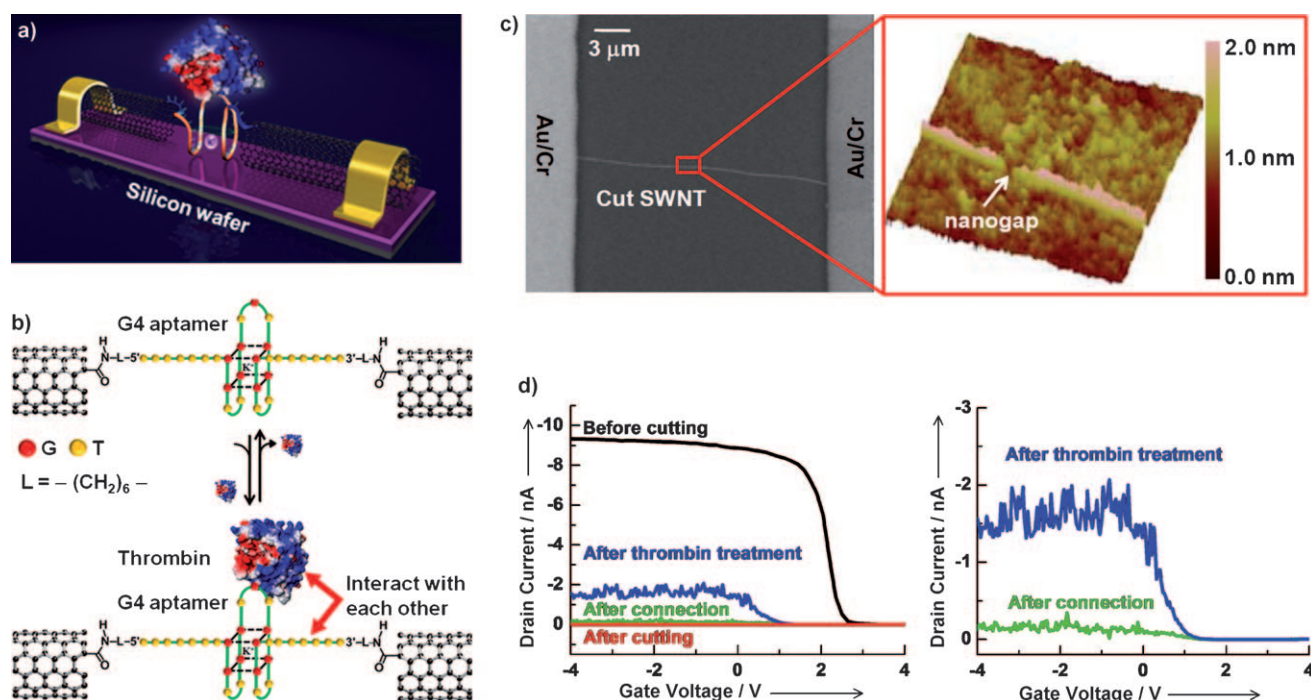 a)
Silicon wafer
b)
G4 aptamer
H
N–L–5'
3'–L–N
H
O
O
K+
G T
L = – (CH2)6 –
Thrombin
G4 aptamer
Interact with
each other
H
N–L–5'
3'–L–N
H
O
O
K+
c)
3 μm
Au/Cr
Au/Cr
Cut SWNT
nanogap
2.0 nm
1.0 nm
0.0 nm
d)
Drain Current / nA
-10
-8
-6
-4
-2
0
Before cutting
After thrombin treatment
After connection
After cutting
-4 -2 0 2 4
Gate Voltage / V
Drain Current / nA
-3
-2
-1
0
After thrombin treatment
After connection
-4 -3 -2 -1 0 1 2 3 4
Gate Voltage / V